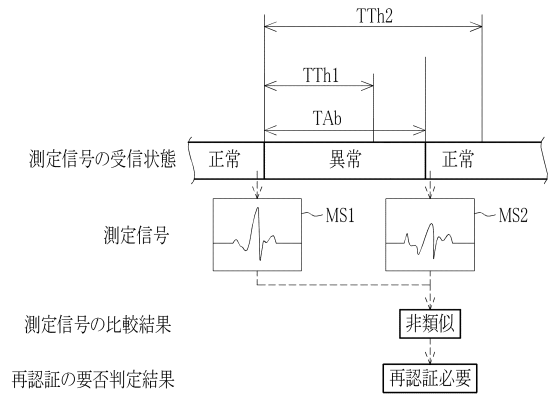 TTh2
TTh1
TAb
測定信号の受信状態 正常 異常 正常
測定信号 MS1 MS2
測定信号の比較結果 非類似
再認証の要否判定結果 再認証必要